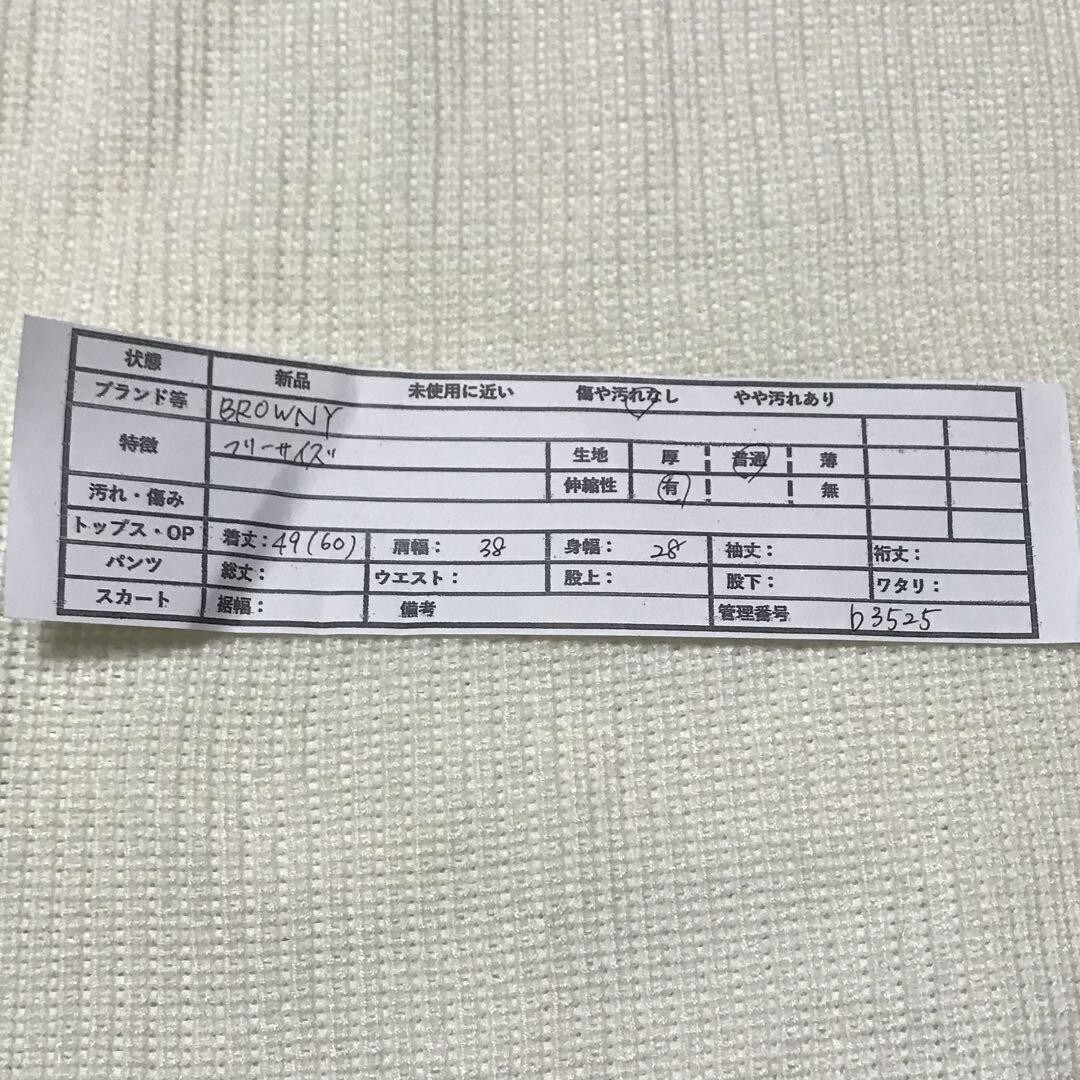 状態 新品 未使用に近い 傷や汚れなし やや汚れあり
ブランド等 BROWNY
特徴 フリーサイズ 生地 厚 普通 薄
伸縮性 有 無
汚れ・傷み
トップス・OP 着丈:49(60) 肩幅: 38 身幅: 28 袖丈: 裄丈:
パンツ 総丈: ウエスト: 股上: 股下: ワタリ:
スカート 裾幅: 備考 管理番号 b3525